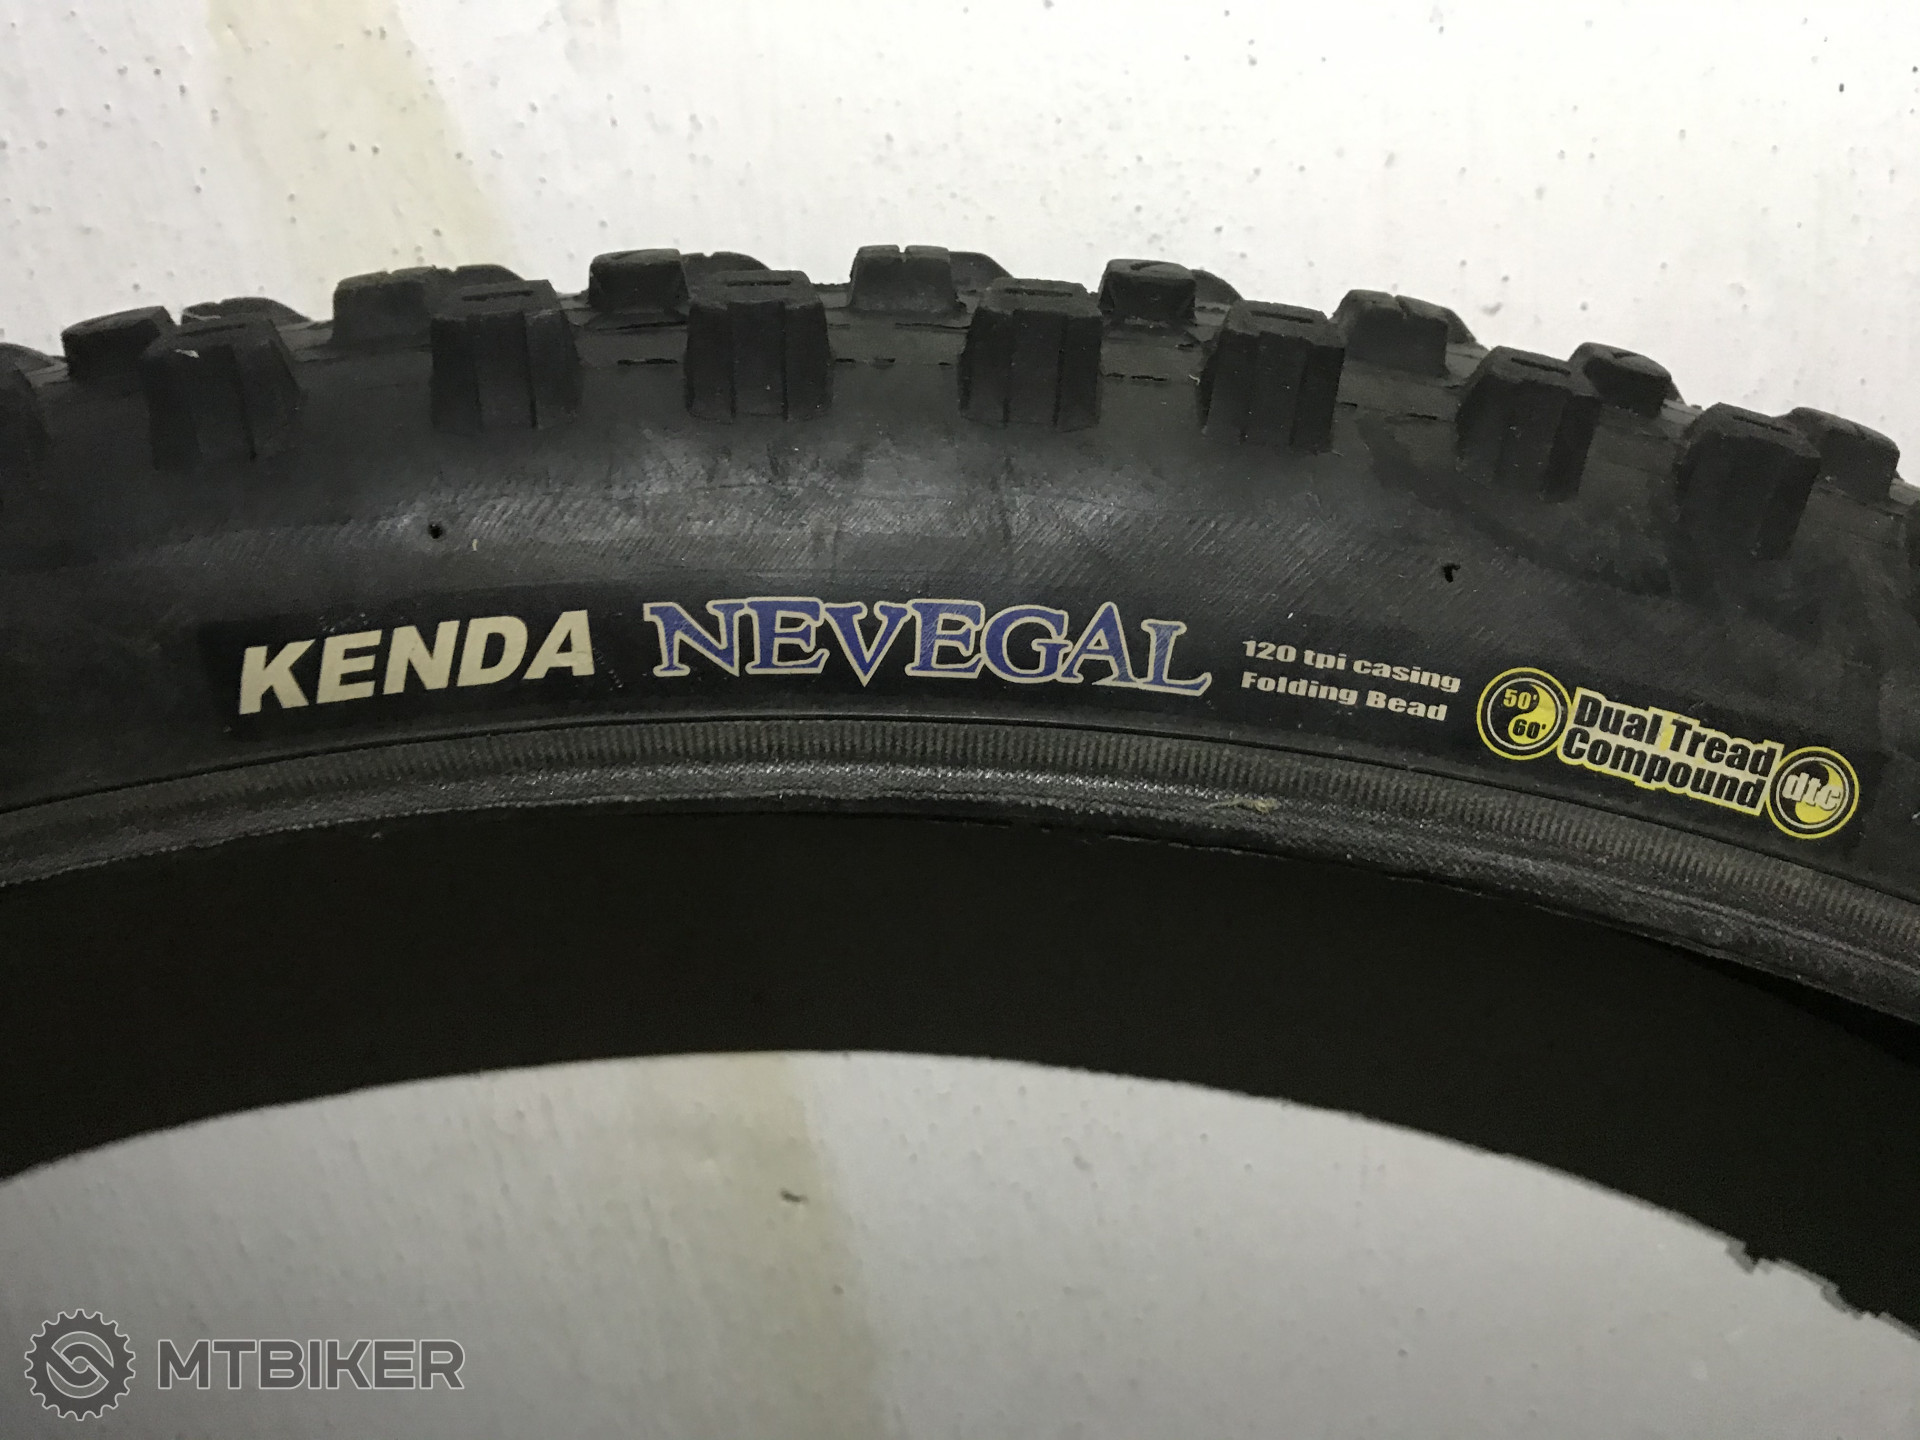 KENDA NEVEGAL
120 tpi casing
Folding Bead
50'
60'
Dual Tread
Compound
dtc
MTBIKER